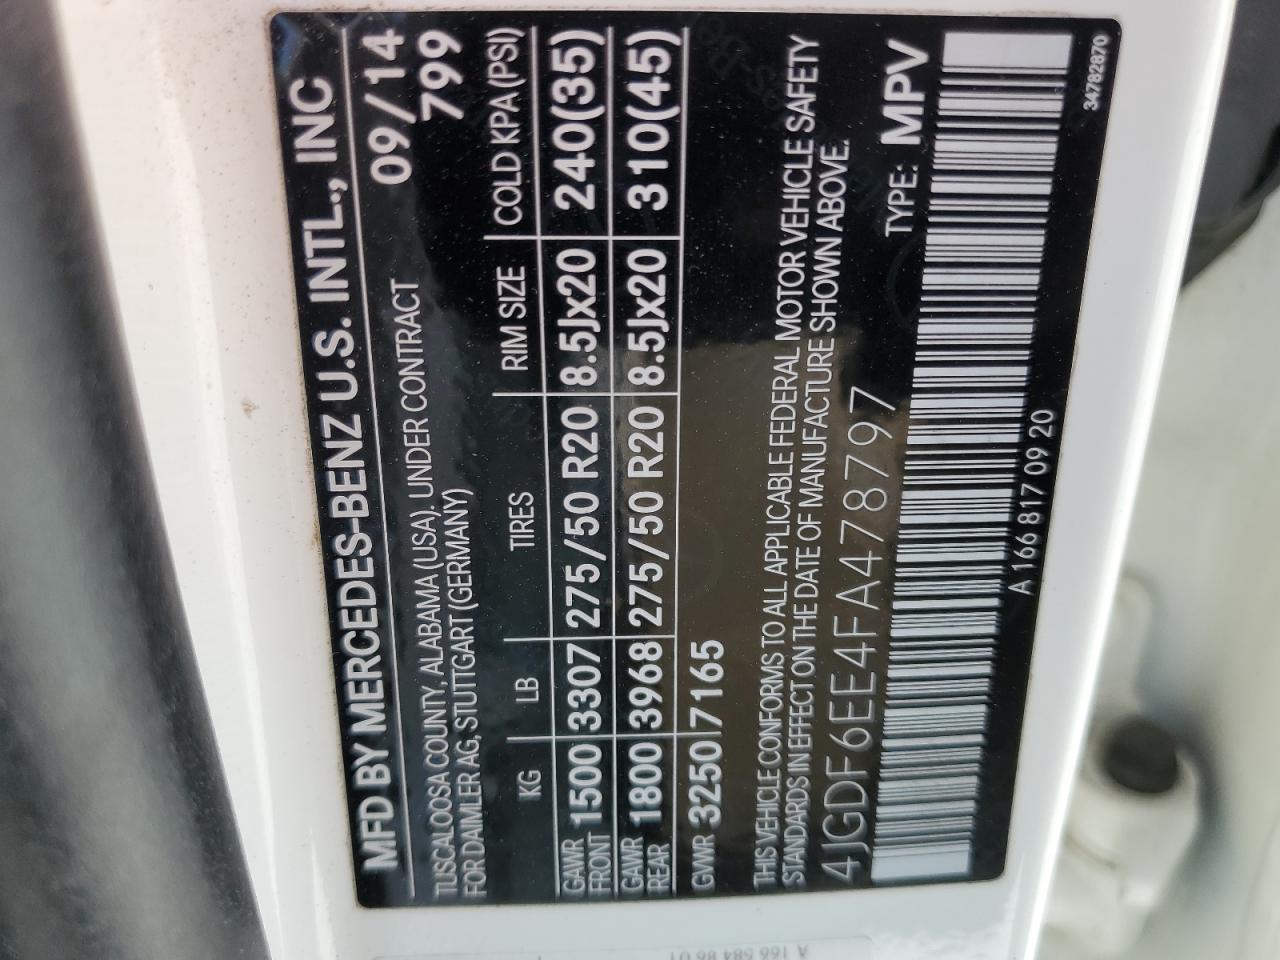 MFD BY MERCEDES-BENZ U.S. INTL., INC
TUSCALOOSA COUNTY, ALABAMA (USA). UNDER CONTRACT 09/14
FOR DAIMLER AG, STUTTGART (GERMANY) 799
KG LB TIRES RIM SIZE COLD KPA (PSI)
GAWR FRONT 1500 3307 275/50 R20 8.5Jx20 240(35)
GAWR REAR 1800 3968 275/50 R20 8.5Jx20 310(45)
GVWR 3250 7165
THIS VEHICLE CONFORMS TO ALL APPLICABLE FEDERAL MOTOR VEHICLE SAFETY
STANDARDS IN EFFECT ON THE DATE OF MANUFACTURE SHOWN ABOVE.
4JGDF6EE4FA478797 TYPE: MPV
A 166 817 09 20
34782870
A 166 584 86 01